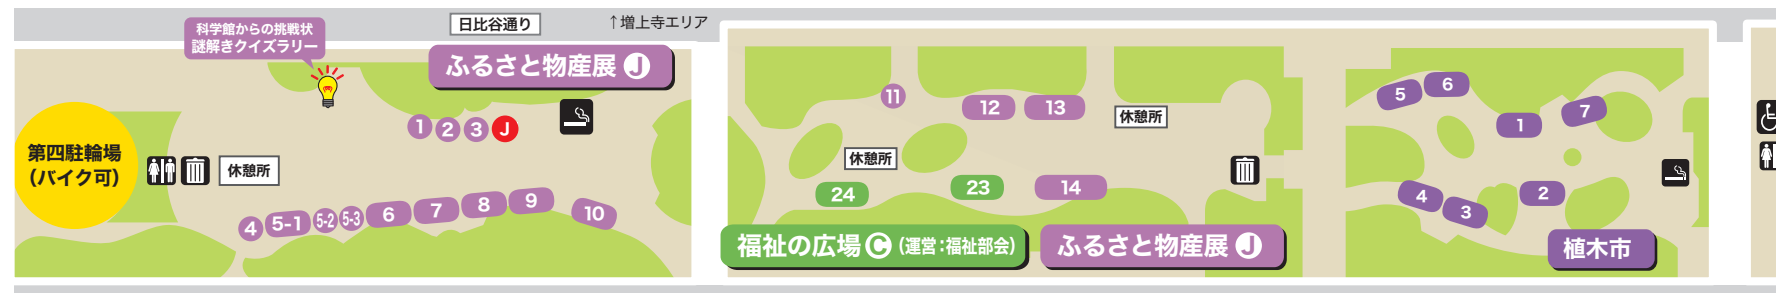 科学館からの挑戦状
謎解きクイズラリー
日比谷通り
↑増上寺エリア
ふるさと物産展 J
第四駐輪場
(バイク可)
休憩所
1 2 3 J
4 5-1 5-2 5-3 6 7 8 9 10
11 12 13
休憩所
休憩所
24 23 14
福祉の広場 C (運営:福祉部会)
ふるさと物産展 J
5 6
1 7
4 3 2
植木市